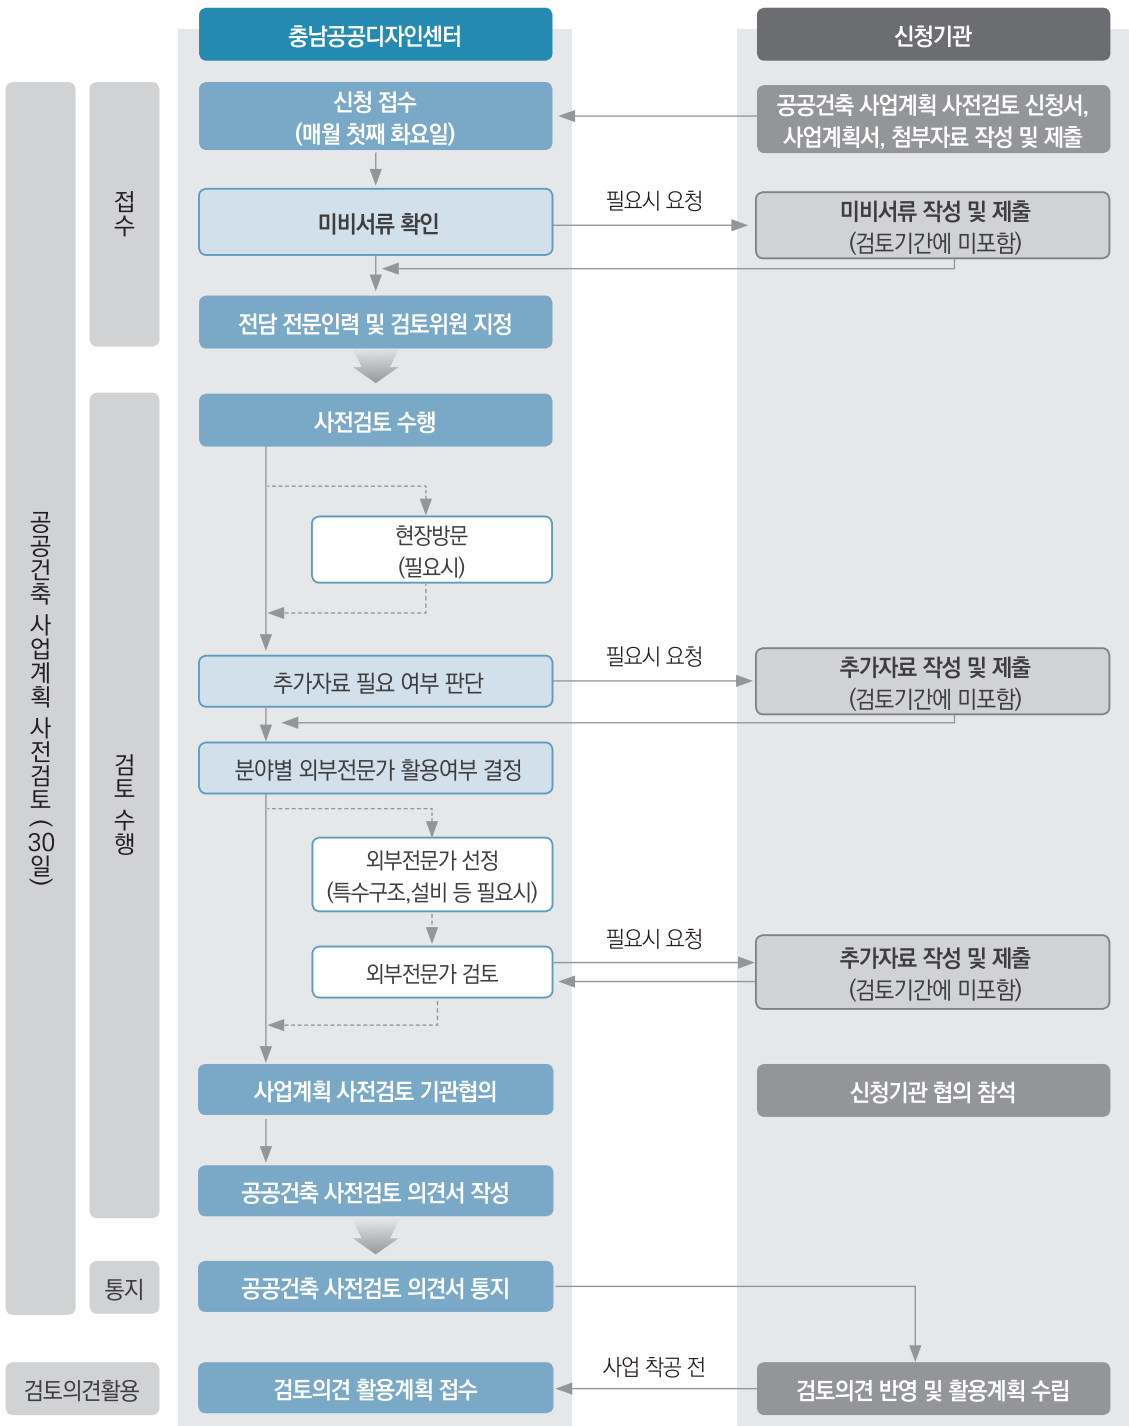 충남공공디자인센터
신청기관
신청 접수
(매월 첫째 화요일)
공공건축 사업계획 사전검토 신청서,
사업계획서, 첨부자료 작성 및 제출
접수
미비서류 확인
필요시 요청
미비서류 작성 및 제출
(검토기간에 미포함)
전담 전문인력 및 검토위원 지정
공공건축 사업계획 사전검토 (30일)
검토 수행
사전검토 수행
현장방문
(필요시)
추가자료 필요 여부 판단
필요시 요청
추가자료 작성 및 제출
(검토기간에 미포함)
분야별 외부전문가 활용여부 결정
외부전문가 선정
(특수구조,설비 등 필요시)
외부전문가 검토
필요시 요청
추가자료 작성 및 제출
(검토기간에 미포함)
사업계획 사전검토 기관협의
신청기관 협의 참석
공공건축 사전검토 의견서 작성
통지
공공건축 사전검토 의견서 통지
검토의견활용
검토의견 활용계획 접수
사업 착공 전
검토의견 반영 및 활용계획 수립